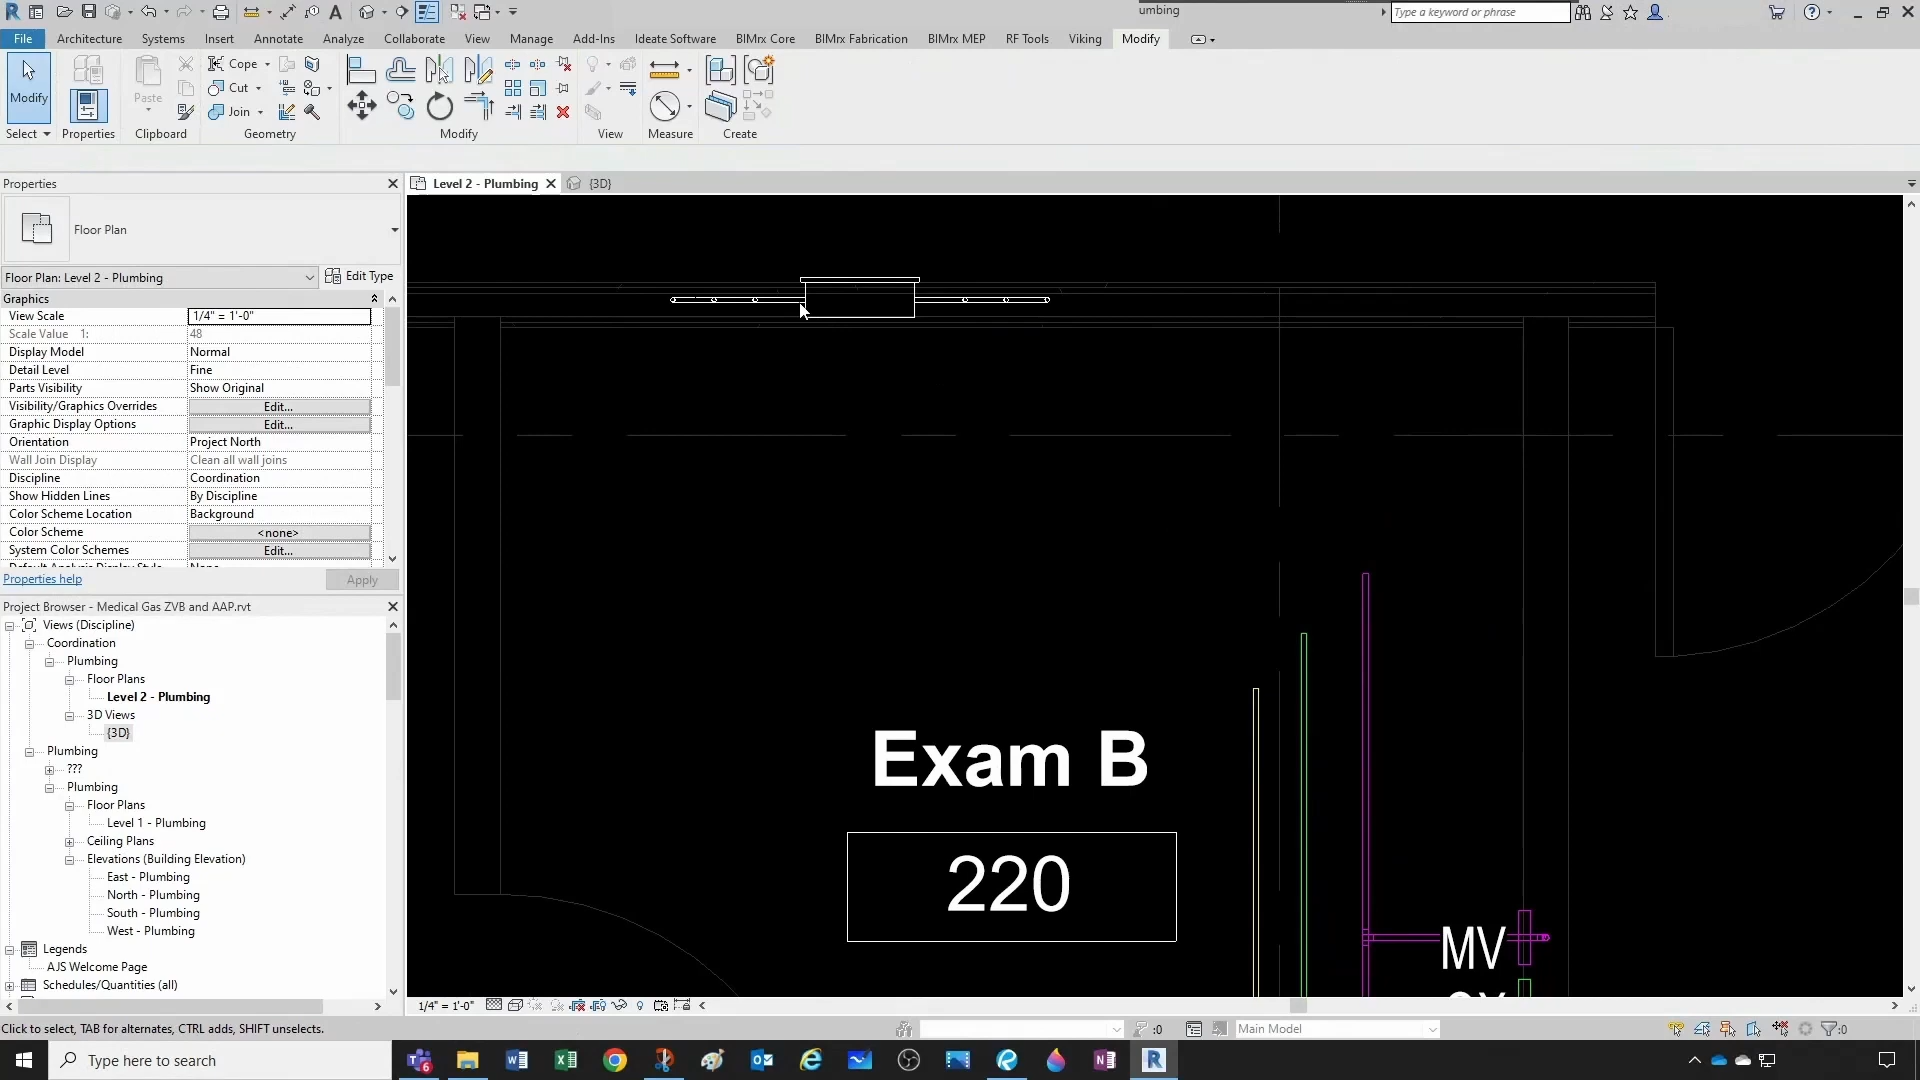 umbing
Type a keyword or phrase
File Architecture Systems Insert Annotate Analyze Collaborate View Manage Add-Ins Ideate Software BIMrx Core BIMrx Fabrication BIMrx MEP RF Tools Viking Modify
Modify
Paste
Cope
Cut
Join
Select Properties Clipboard Geometry Modify View Measure Create
Properties
Level 2 - Plumbing
{3D}
Floor Plan
Floor Plan: Level 2 - Plumbing
Edit Type
Graphics
View Scale 1/4" = 1'-0"
Scale Value 1: 48
Display Model Normal
Detail Level Fine
Parts Visibility Show Original
Visibility/Graphics Overrides Edit...
Graphic Display Options Edit...
Orientation Project North
Wall Join Display Clean all wall joins
Discipline Coordination
Show Hidden Lines By Discipline
Color Scheme Location Background
Color Scheme <none>
System Color Schemes Edit...
Properties help
Apply
Project Browser - Medical Gas ZVB and AAP.rvt
Views (Discipline)
Coordination
Plumbing
Floor Plans
Level 2 - Plumbing
3D Views
{3D}
Plumbing
???
Plumbing
Floor Plans
Level 1 - Plumbing
Ceiling Plans
Elevations (Building Elevation)
East - Plumbing
North - Plumbing
South - Plumbing
West - Plumbing
Legends
AJS Welcome Page
Schedules/Quantities (all)
Exam B
220
MV
1/4" = 1'-0"
Click to select, TAB for alternates, CTRL adds, SHIFT unselects.
:0
Main Model
:0
Type here to search
6